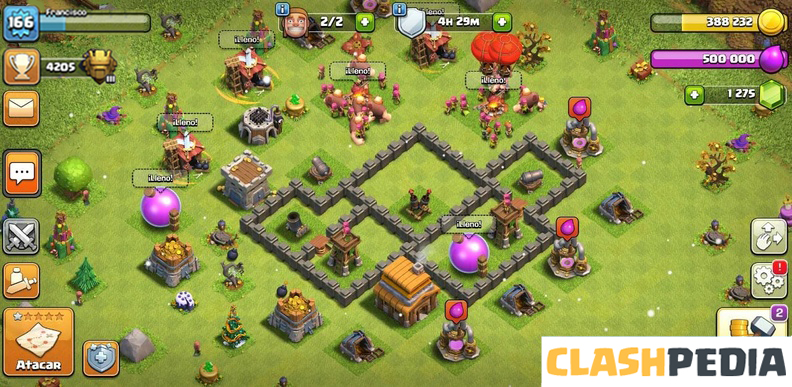 166
Francisco
2/2
4H 29M
388 232
4205
500 000
1 275
¡Lleno!
¡Lleno!
¡Lleno!
¡Lleno!
¡Lleno!
¡Lleno!
¡Lleno!
2
Atacar
CLASHPEDIA